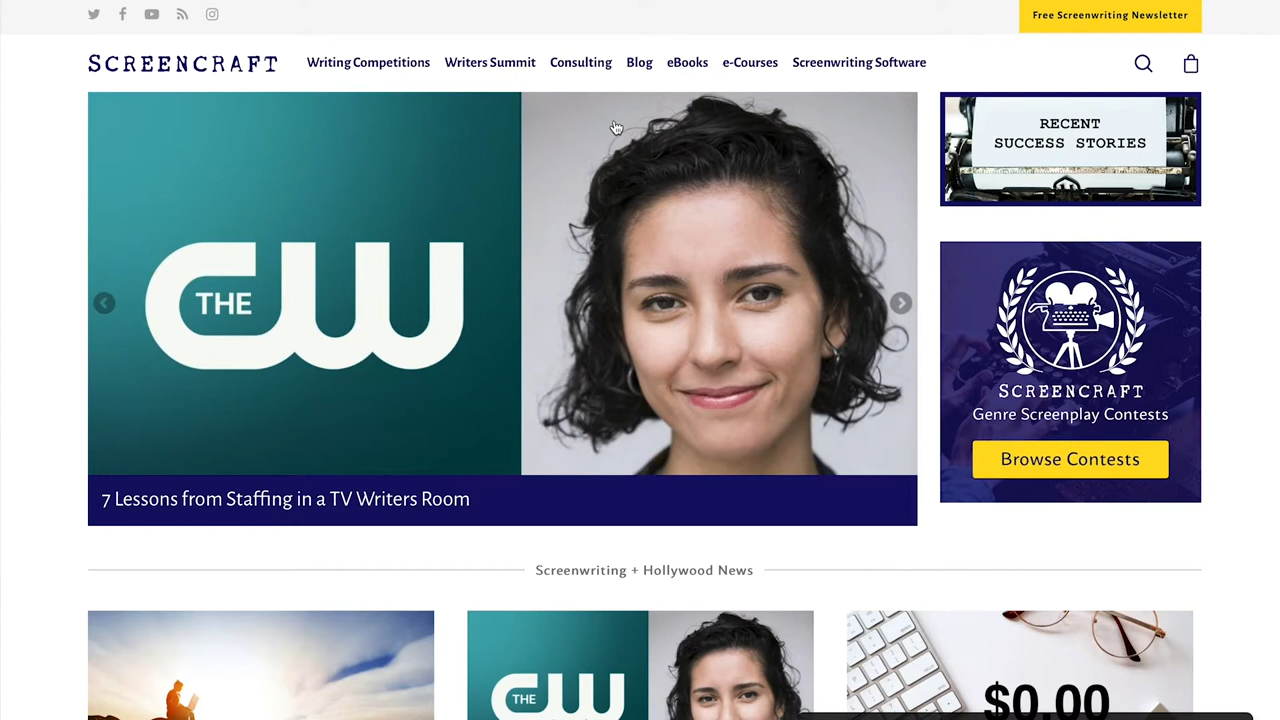 Free Screenwriting Newsletter
SCREENCRAFT Writing Competitions Writers Summit Consulting Blog eBooks e-Courses Screenwriting Software
THE CW
RECENT
SUCCESS STORIES
SCREENCRAFT
Genre Screenplay Contests
Browse Contests
7 Lessons from Staffing in a TV Writers Room
Screenwriting + Hollywood News
THE CW
$0.00